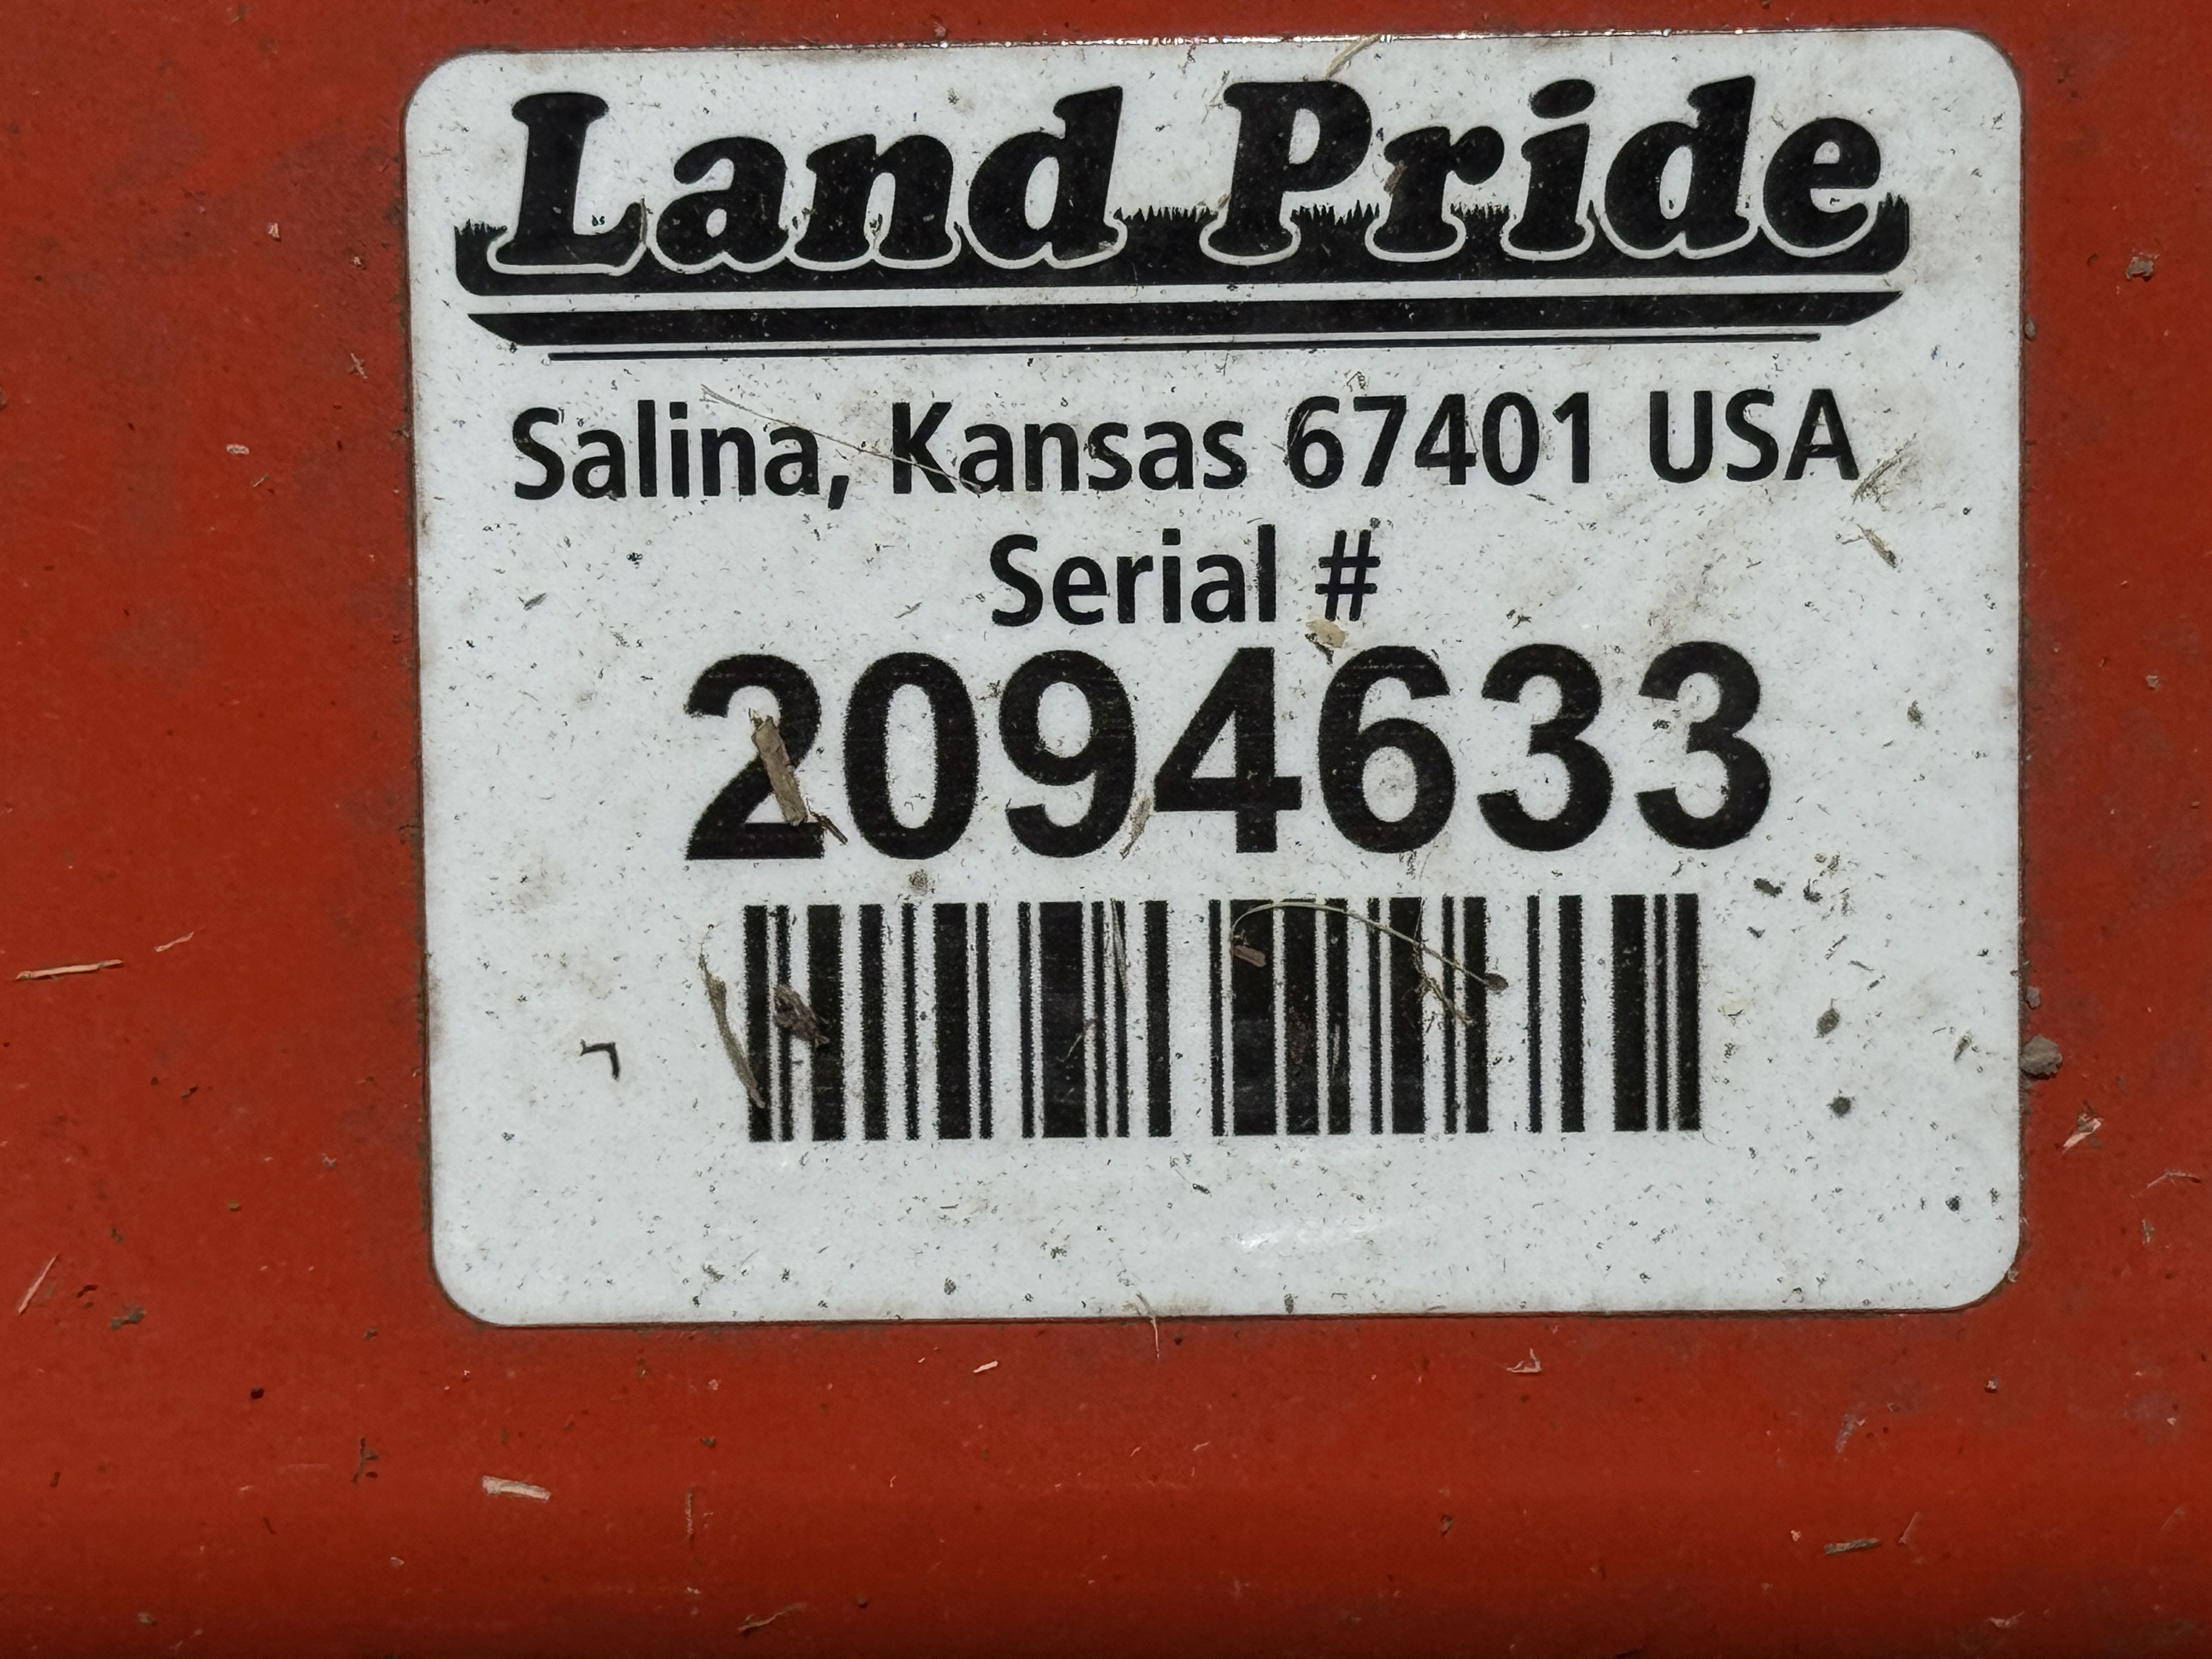 Land Pride
Salina, Kansas 67401 USA
Serial #
2094633